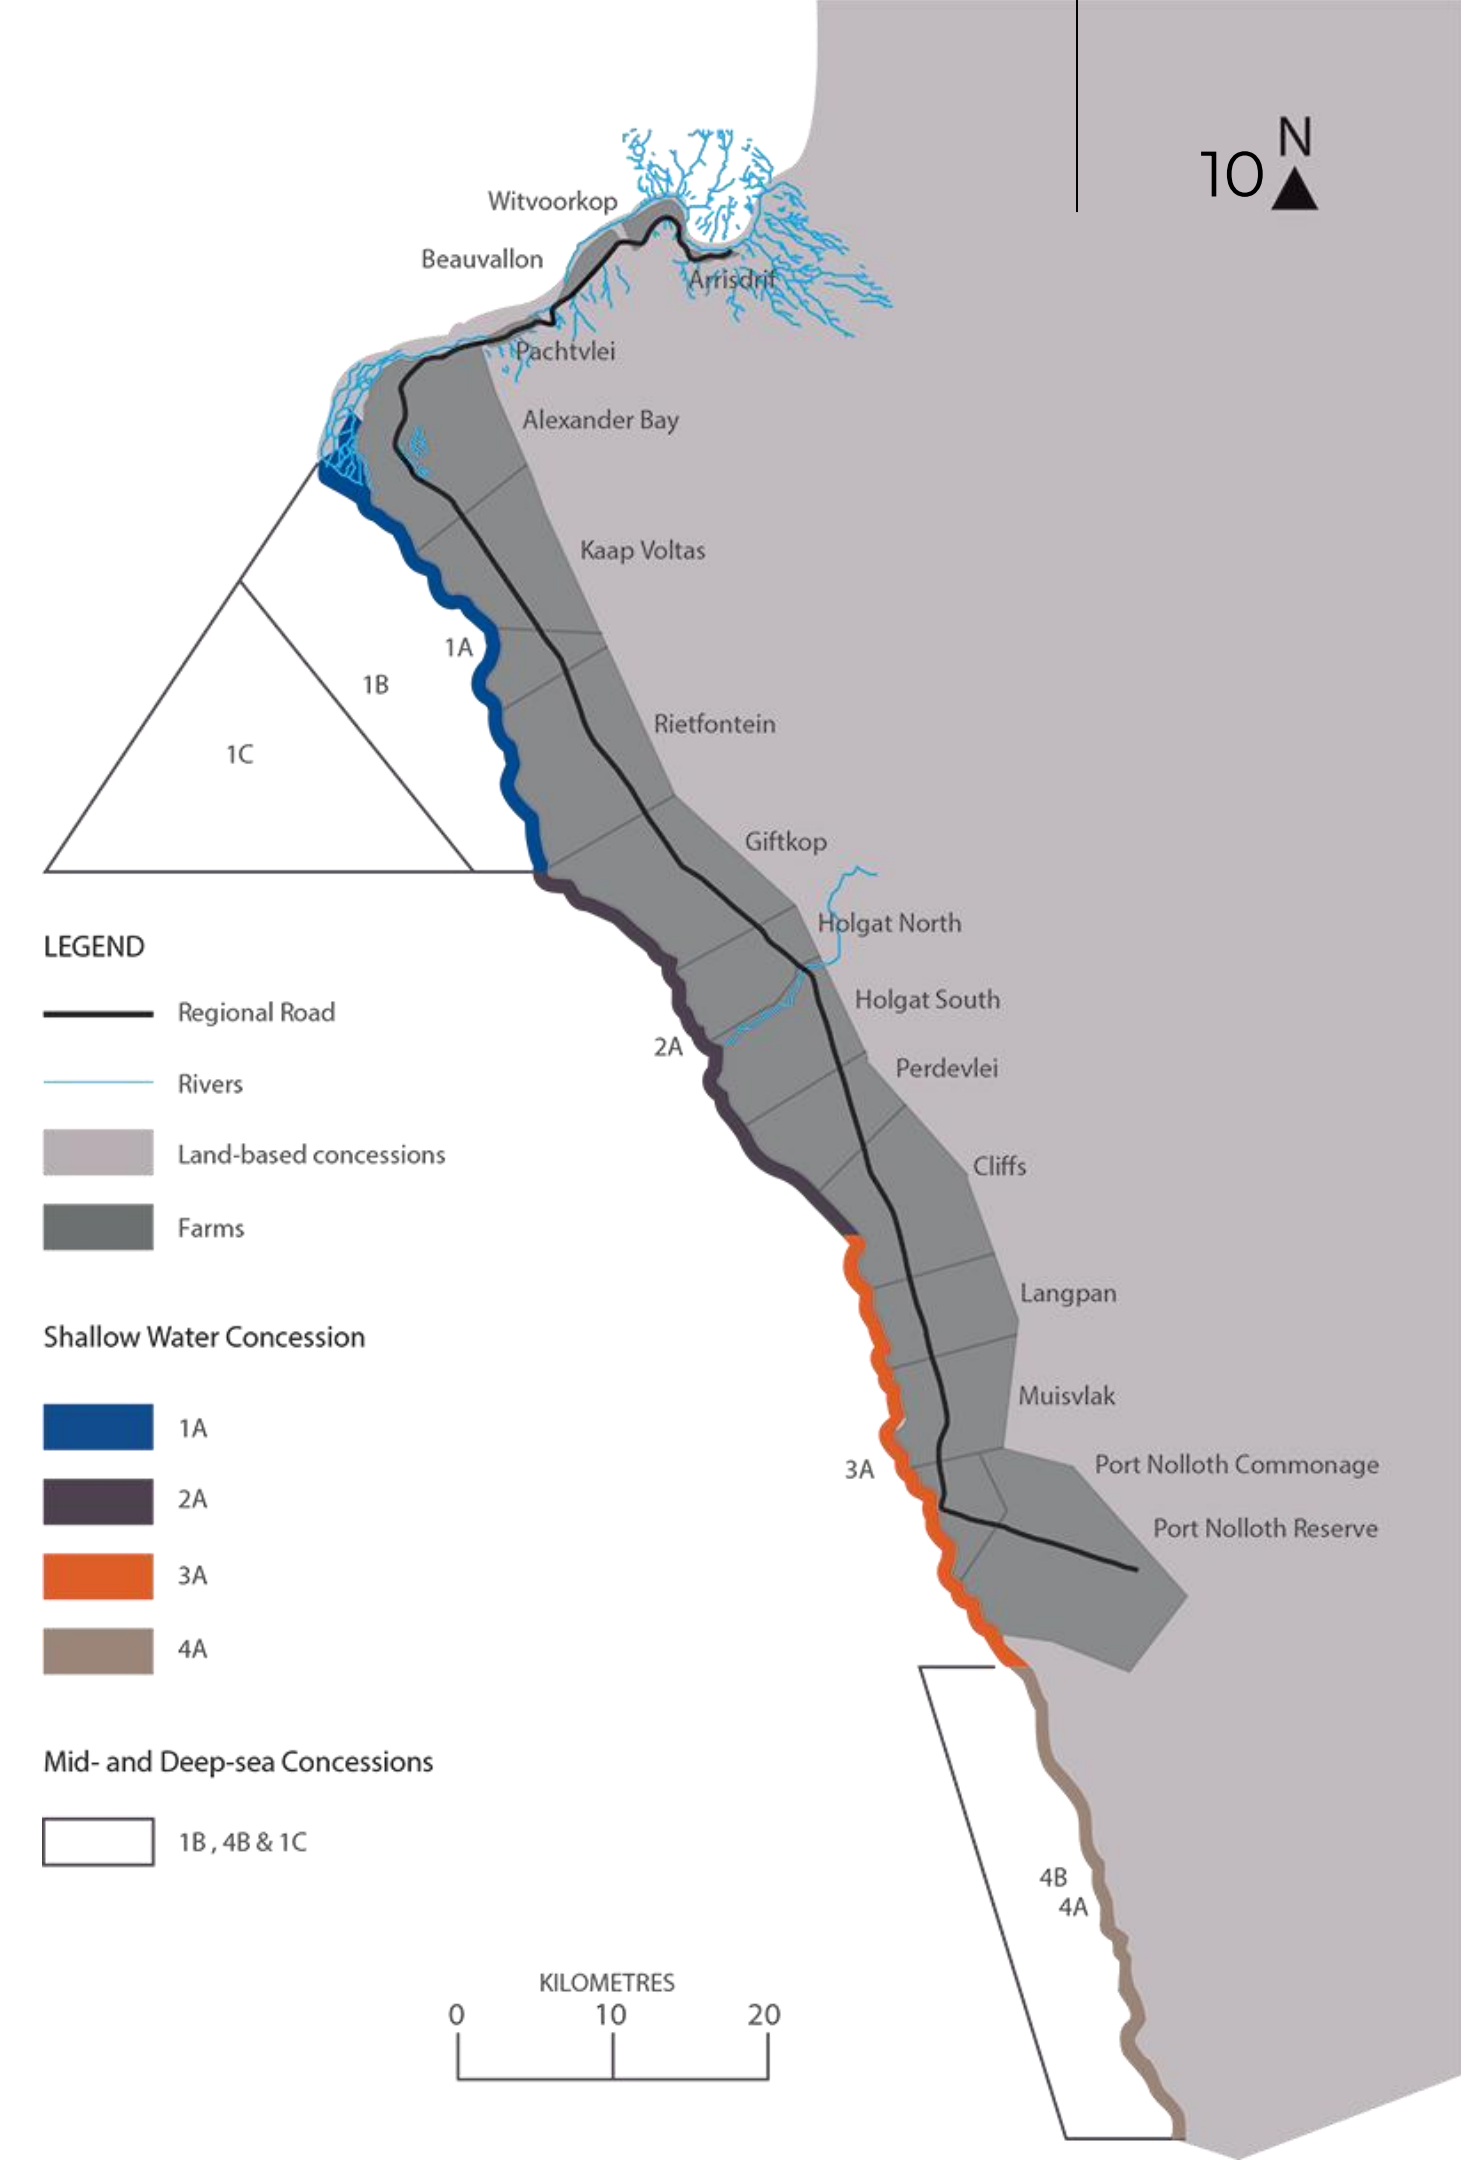 N
10
Witvoorkop
Beauvallon
Arrisdrif
Pachtvlei
Alexander Bay
Kaap Voltas
1A
1B
Rietfontein
1C
Giftkop
Holgat North
LEGEND
Holgat South
Regional Road
2A
Perdevlei
Rivers
Land-based concessions
Cliffs
Farms
Langpan
Shallow Water Concession
Muisvlak
1A
Port Nolloth Commonage
3A
2A
Port Nolloth Reserve
3A
4A
Mid- and Deep-sea Concessions
1B , 4B & 1C
4B
4A
KILOMETRES
0 10 20